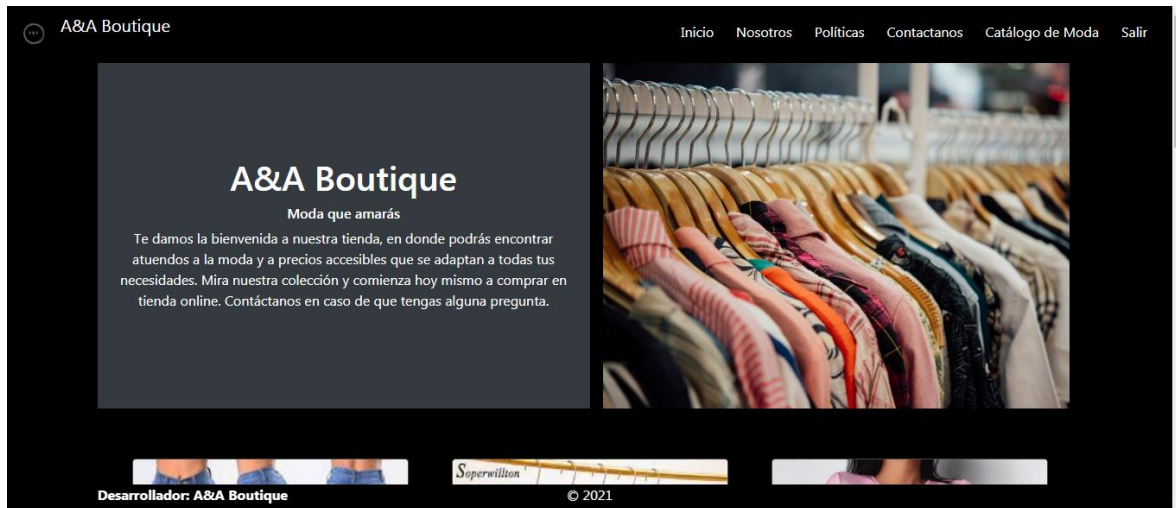 A&A Boutique
Inicio Nosotros Políticas Contactanos Catálogo de Moda Salir
A&A Boutique
Moda que amarás
Te damos la bienvenida a nuestra tienda, en donde podrás encontrar
atuendos a la moda y a precios accesibles que se adaptan a todas tus
necesidades. Mira nuestra colección y comienza hoy mismo a comprar en
tienda online. Contáctanos en caso de que tengas alguna pregunta.
Soperwillton
Desarrollador: A&A Boutique
© 2021